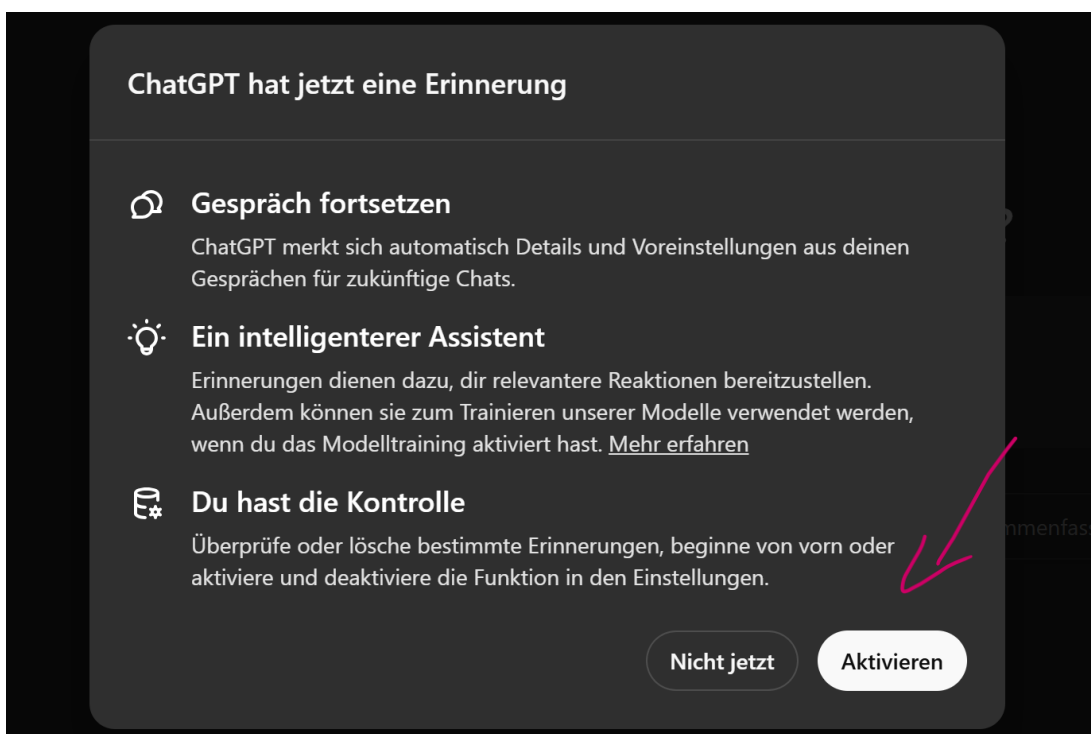 ChatGPT hat jetzt eine Erinnerung
Gespräch fortsetzen
ChatGPT merkt sich automatisch Details und Voreinstellungen aus deinen
Gesprächen für zukünftige Chats.
Ein intelligenterer Assistent
Erinnerungen dienen dazu, dir relevantere Reaktionen bereitzustellen.
Außerdem können sie zum Trainieren unserer Modelle verwendet werden,
wenn du das Modelltraining aktiviert hast. Mehr erfahren
Du hast die Kontrolle
Überprüfe oder lösche bestimmte Erinnerungen, beginne von vorn oder
aktiviere und deaktiviere die Funktion in den Einstellungen.
Nicht jetzt
Aktivieren